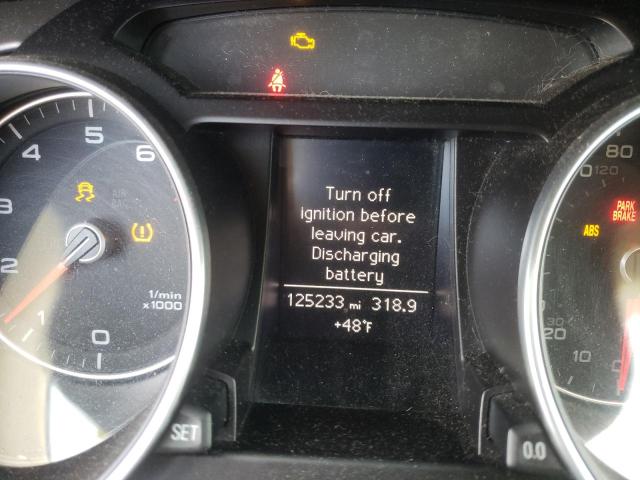 Turn off
ignition before
leaving car.
Discharging
battery
125233 mi 318.9
+48°F
4 5 6
3
2
1
0
1/min
x1000
AIR
BAG
SET
80
120
PARK
BRAKE
ABS
30
20
10
0
0.0